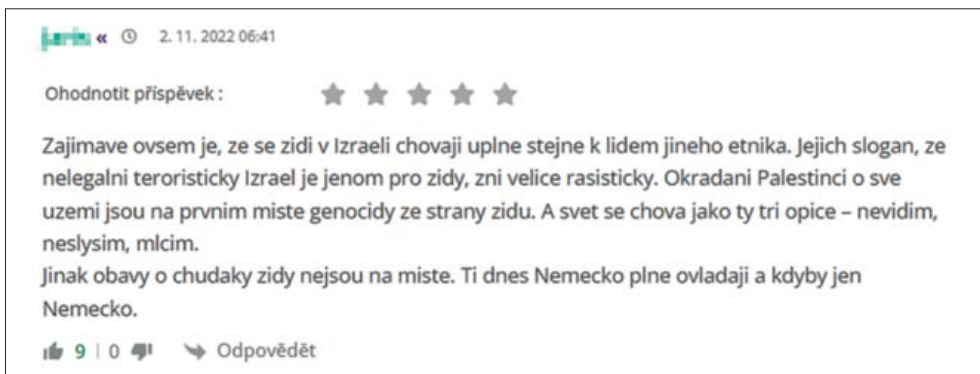 « 2. 11. 2022 06:41
Ohodnotit příspěvek :
Zajimave ovsem je, ze se zidi v Izraeli chovaji uplne stejne k lidem jineho etnika. Jejich slogan, ze
nelegalni teroristicky Izrael je jenom pro zidy, zni velice rasisticky. Okradani Palestinci o sve
uzemi jsou na prvnim miste genocidy ze strany zidu. A svet se chova jako ty tri opice – nevidim,
neslysim, mlcim.
Jinak obavy o chudaky zidy nejsou na miste. Ti dnes Nemecko plne ovladaji a kdyby jen
Nemecko.
9 | 0 Odpovědět